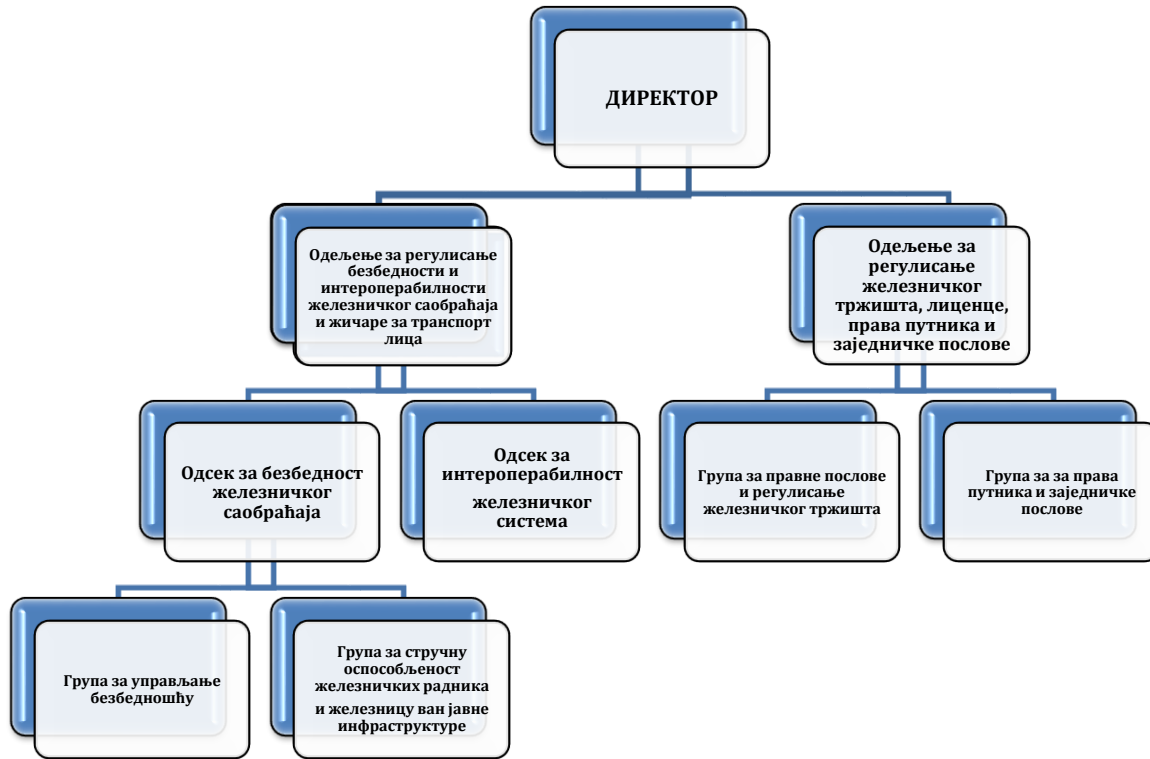 ДИРЕКТОР
Одељење за регулисање
безбедности и
интероперабилности
железничког саобраћаја
и жичаре за транспорт
лица
Одељење за
регулисање
железничког
тржишта, лиценце,
права путника и
заједничке послове
Одсек за безбедност
железничког
саобраћаја
Одсек за
интероперабилност
железничког
система
Група за правне послове
и регулисање
железничког тржишта
Група за за права
путника и заједничке
послове
Група за управљање
безбедношћу
Група за стручну
оспособљеност
железничких радника
и железницу ван јавне
инфраструктуре